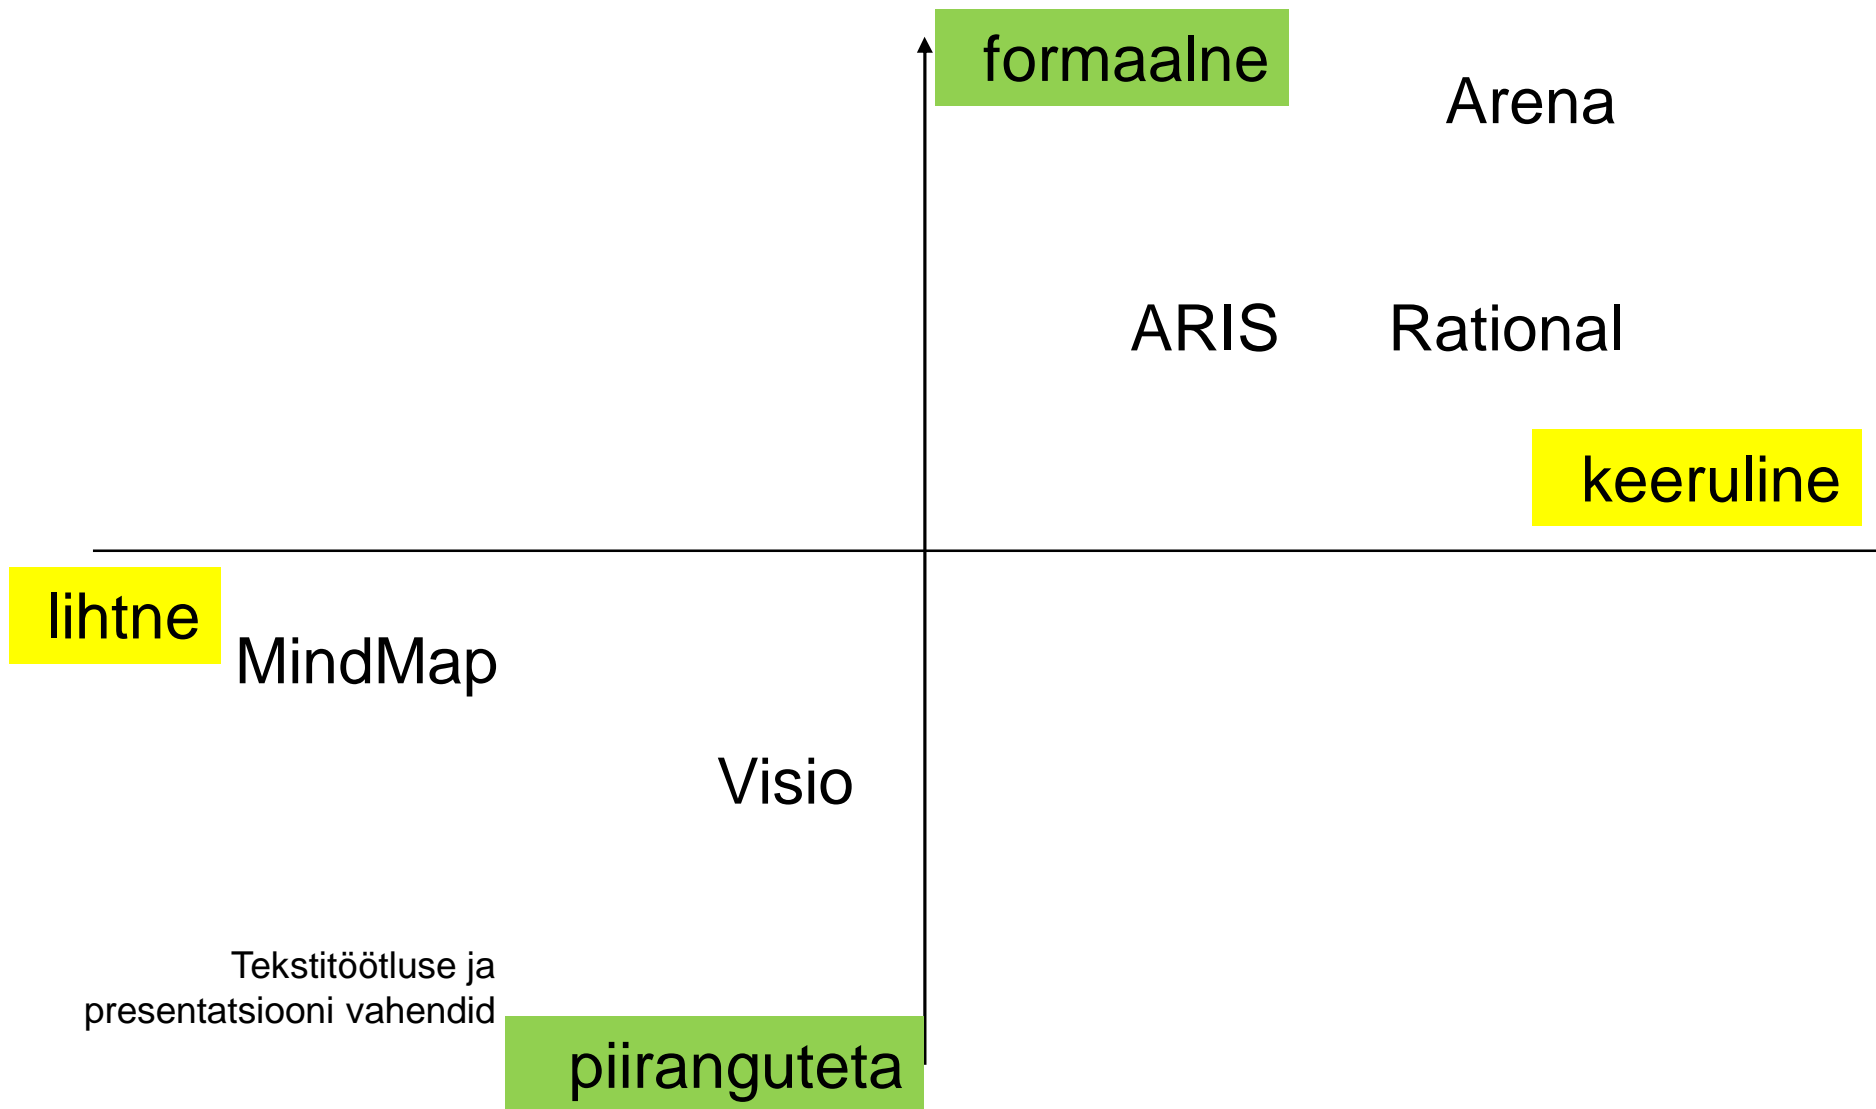 formaalne
Arena
ARIS
Rational
keeruline
lihtne
MindMap
Visio
Tekstitöötluse ja
presentatsiooni vahendid
piiranguteta